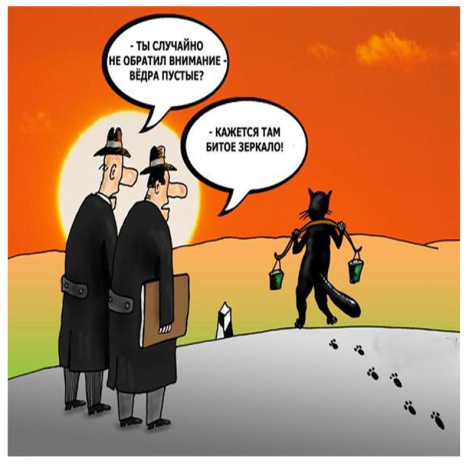 - ТЫ СЛУЧАЙНО
НЕ ОБРАТИЛ ВНИМАНИЕ -
ВЁДРА ПУСТЫЕ?
- КАЖЕТСЯ ТАМ
БИТОЕ ЗЕРКАЛО!